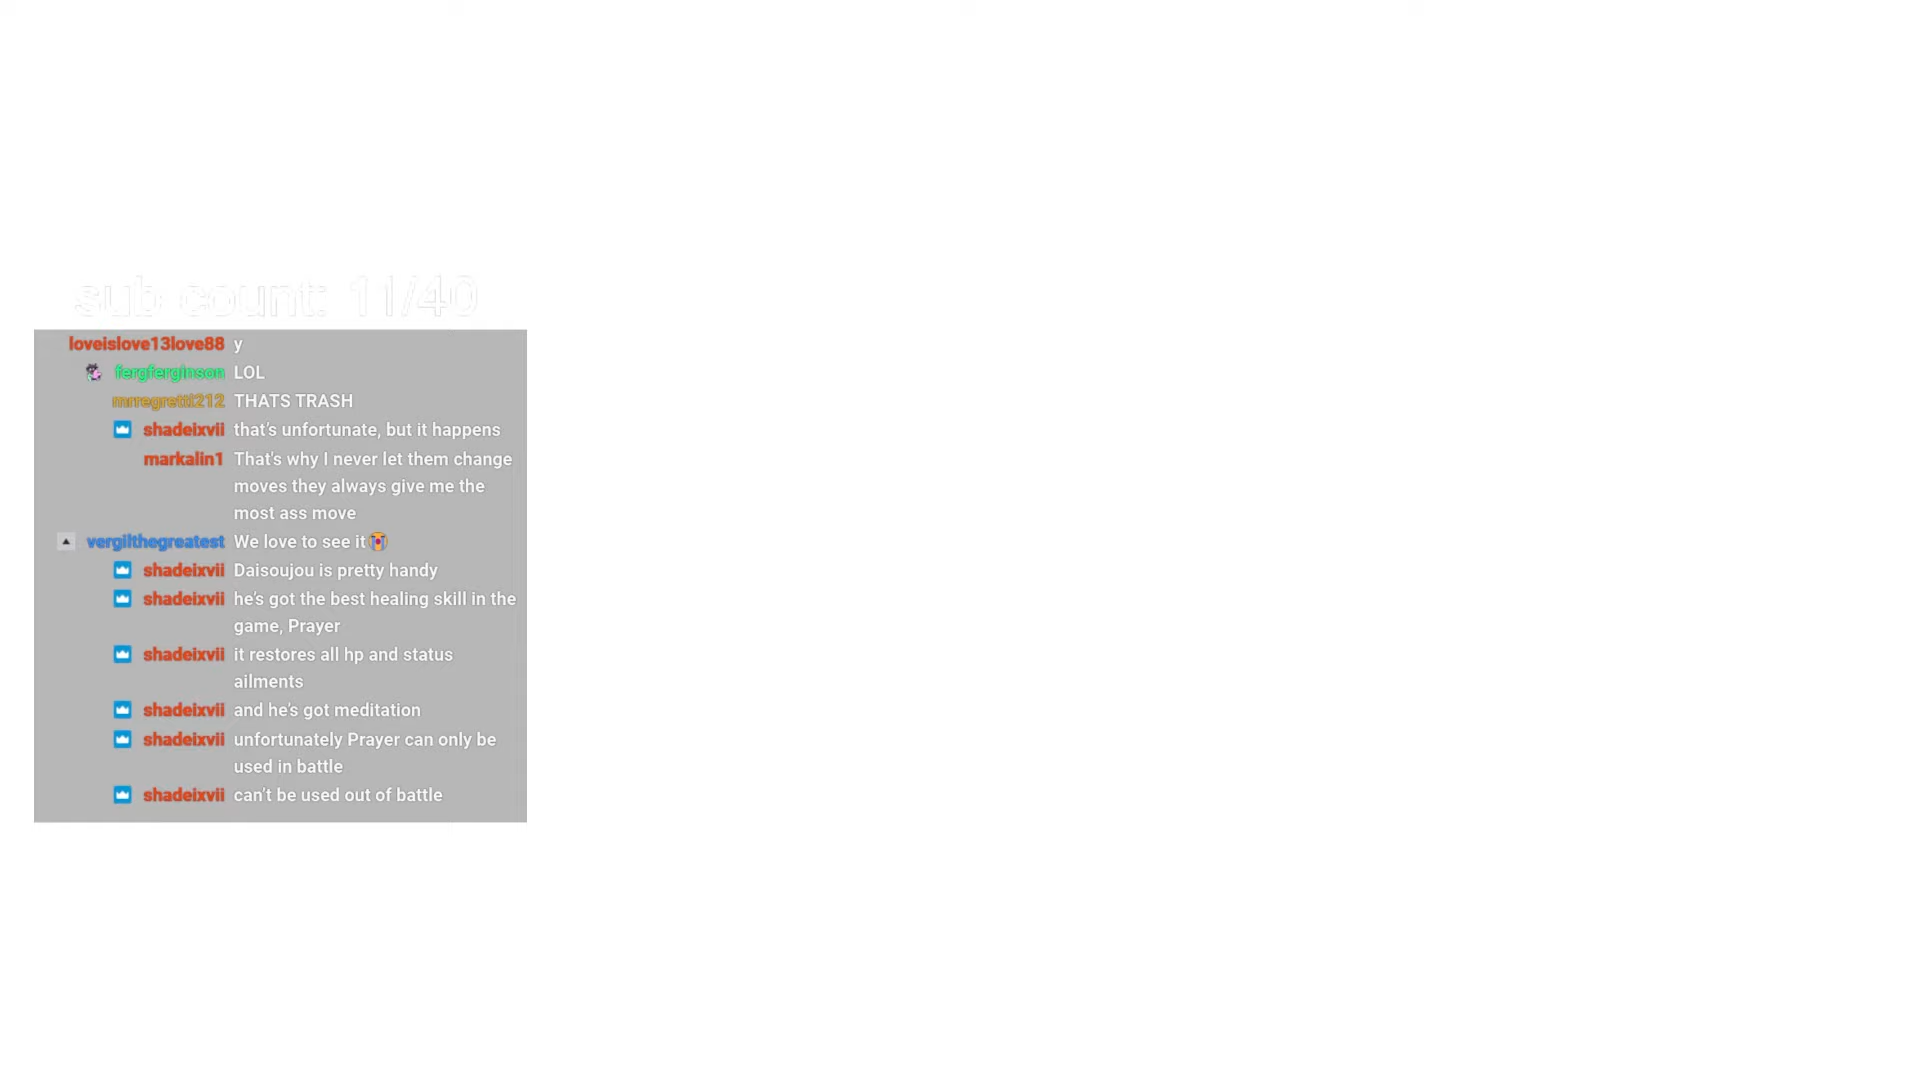 sub count: 11/40
loveislove13love88 y
fergferginson LOL
mrregretti212 THATS TRASH
shadeixvii that's unfortunate, but it happens
markalin1 That's why I never let them change
moves they always give me the
most ass move
vergilthegreatest We love to see it😭
shadeixvii Daisoujou is pretty handy
shadeixvii he's got the best healing skill in the
game, Prayer
shadeixvii it restores all hp and status
ailments
shadeixvii and he's got meditation
shadeixvii unfortunately Prayer can only be
used in battle
shadeixvii can't be used out of battle